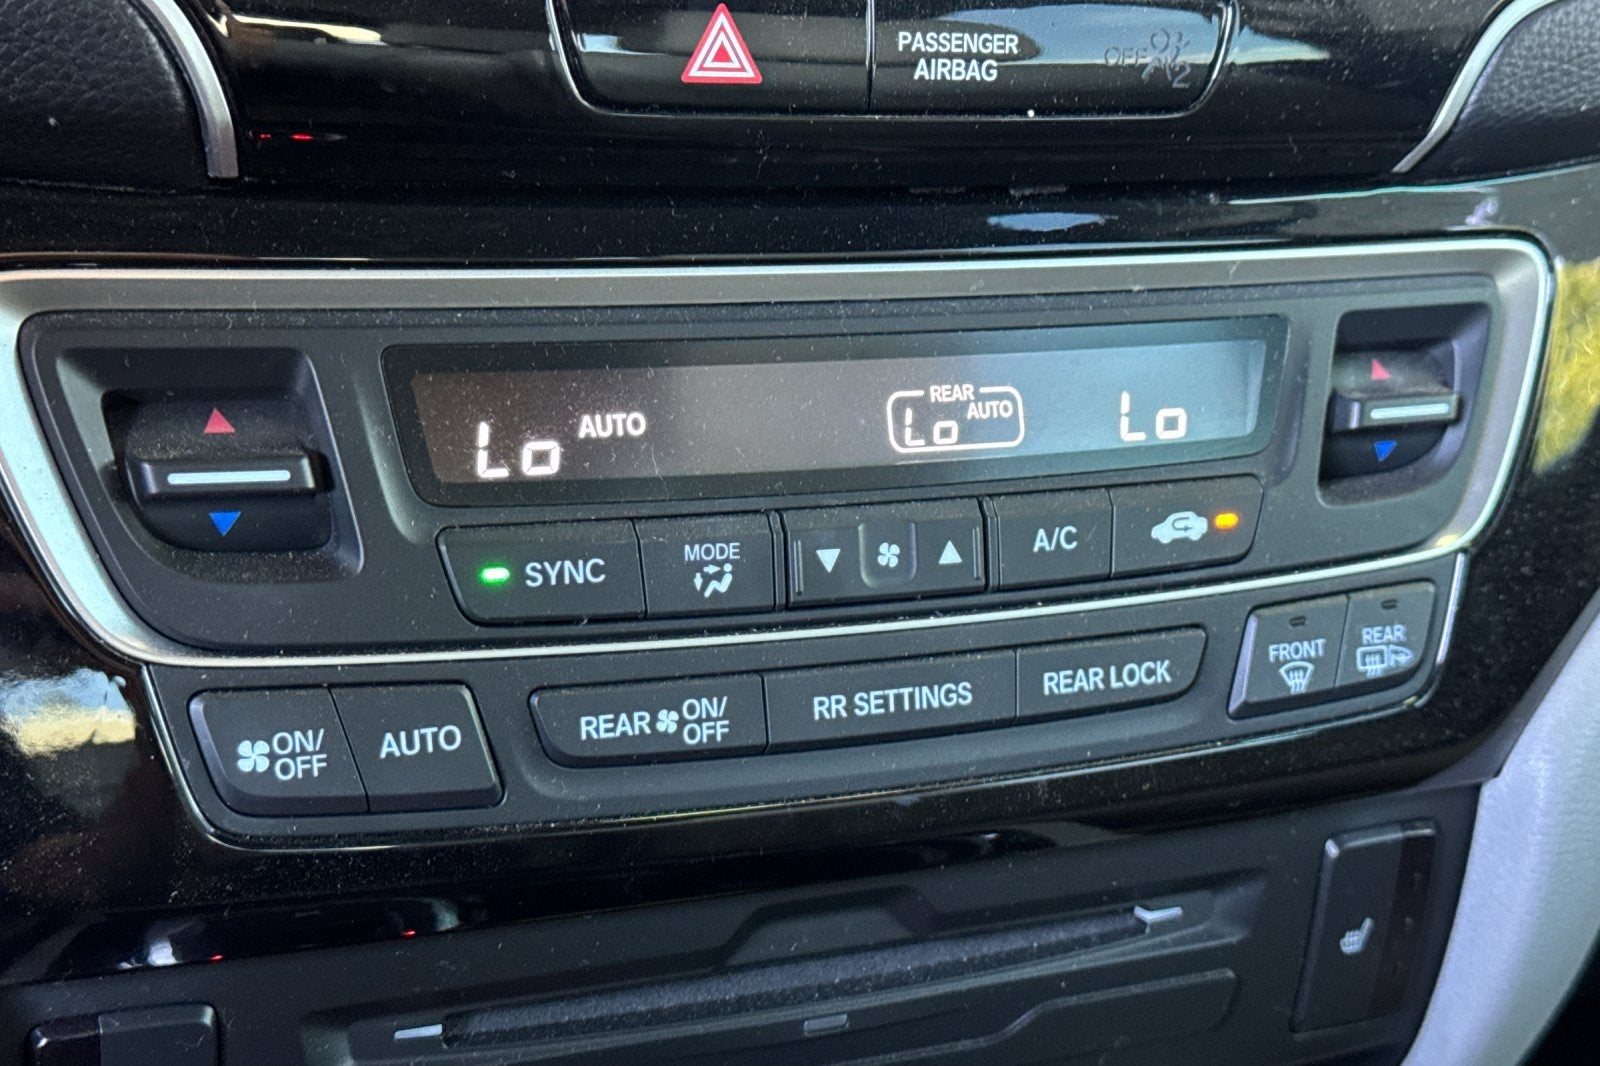 PASSENGER
AIRBAG
OFF 2
Lo AUTO
REAR
Lo AUTO
Lo
SYNC
MODE
A/C
ON/
OFF
AUTO
REAR ON/
OFF
RR SETTINGS
REAR LOCK
FRONT
REAR